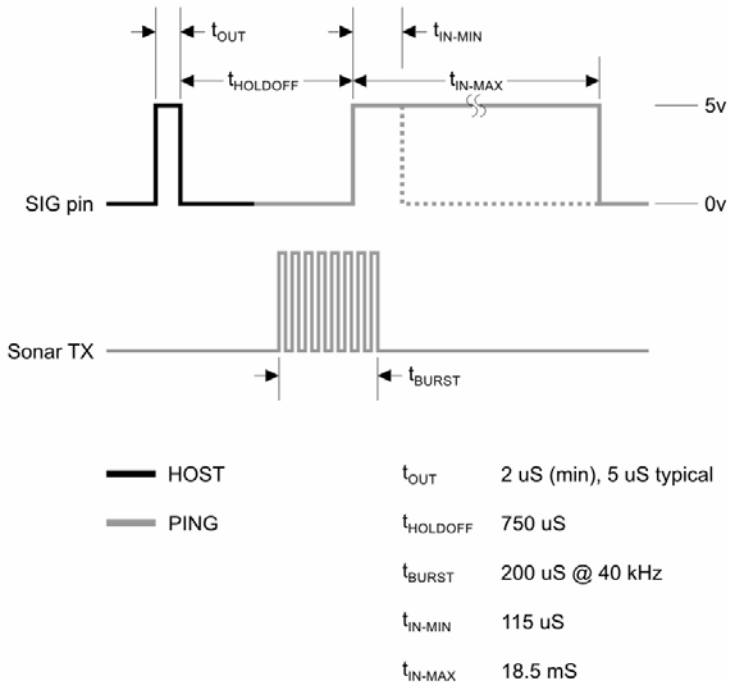 tOUT
tIN-MIN
tHOLDOFF
tIN-MAX
5v
SIG pin
0v
Sonar TX
tBURST
HOST
tOUT 2 uS (min), 5 uS typical
PING
tHOLDOFF 750 uS
tBURST 200 uS @ 40 kHz
tIN-MIN 115 uS
tIN-MAX 18.5 mS